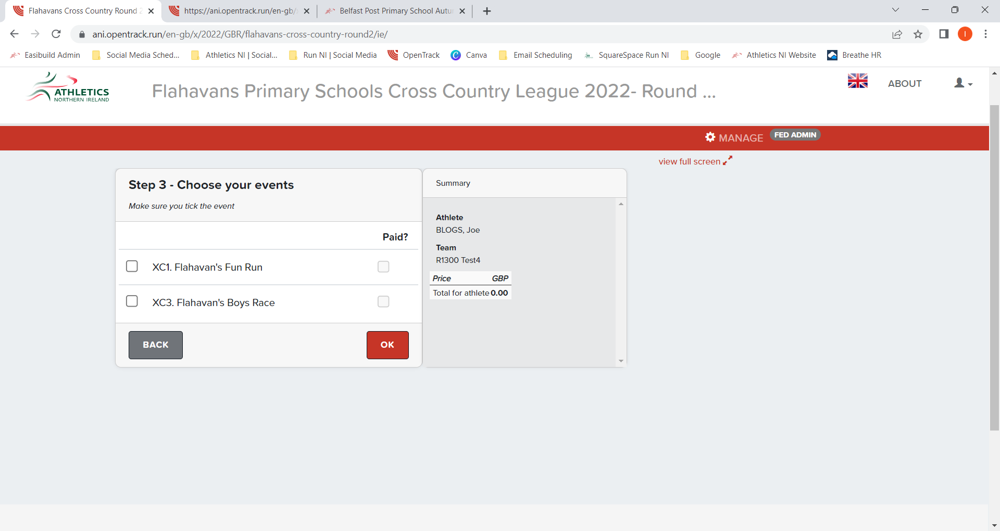 Flahavans Cross Country Round 2
https://ani.opentrack.run/en-gb/
Belfast Post Primary School Autu
ani.opentrack.run/en-gb/x/2022/GBR/flahavans-cross-country-round2/ie/
I
Easibuild Admin
Social Media Sched...
Athletics NI | Social...
Run NI | Social Media
OpenTrack
C
Canva
Email Scheduling
SquareSpace Run NI
Google
Athletics NI Website
Breathe HR
ATHLETICS
NORTHERN IRELAND
Flahavans Primary Schools Cross Country League 2022- Round ...
ABOUT
MANAGE
FED ADMIN
view full screen
Step 3 - Choose your events
Make sure you tick the event
Paid?
XC1. Flahavan's Fun Run
XC3. Flahavan's Boys Race
BACK
OK
Summary
Athlete
BLOGS, Joe
Team
R1300 Test4
Price GBP
Total for athlete 0.00